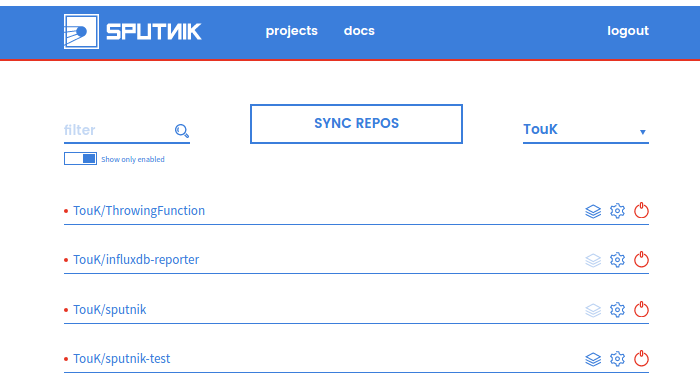 SPUTNIK projects docs logout
filter SYNC REPOS TouK
Show only enabled
TouK/ThrowingFunction
TouK/influxdb-reporter
TouK/sputnik
TouK/sputnik-test